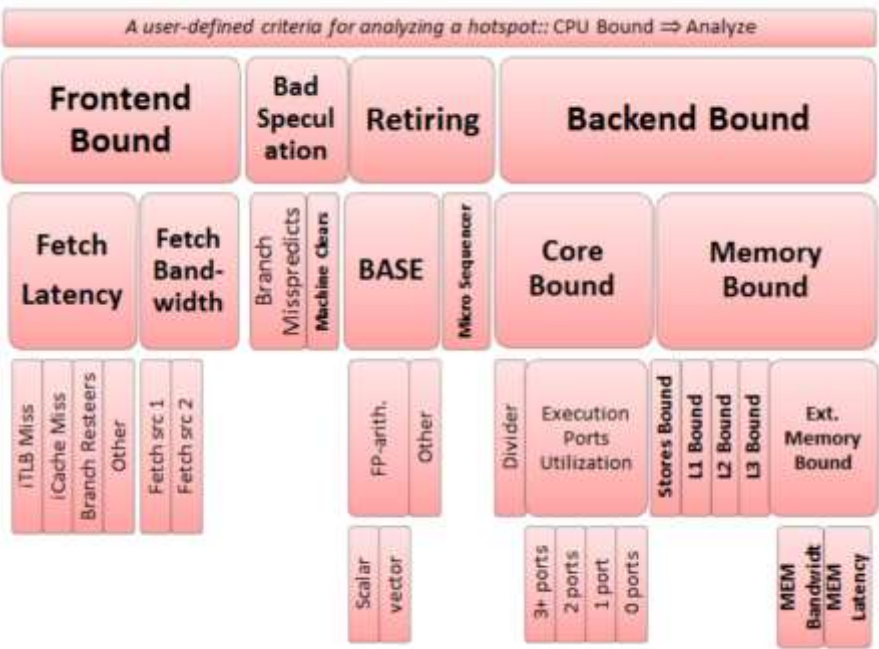 A user-defined criteria for analyzing a hotspot:: CPU Bound ⇒ Analyze
Frontend
Bound
Bad
Specul
ation
Retiring
Backend Bound
Fetch
Latency
Fetch
Band-
width
Branch
Misspredicts
Machine Clears
BASE
Micro Sequencer
Core
Bound
Memory
Bound
iTLB Miss
iCache Miss
Branch Resteers
Other
Fetch src 1
Fetch src 2
FP-arith.
Other
Divider
Execution
Ports
Utilization
Stores Bound
L1 Bound
L2 Bound
L3 Bound
Ext.
Memory
Bound
Scalar
vector
3+ ports
2 ports
1 port
0 ports
MEM
Bandwidt
MEM
Latency